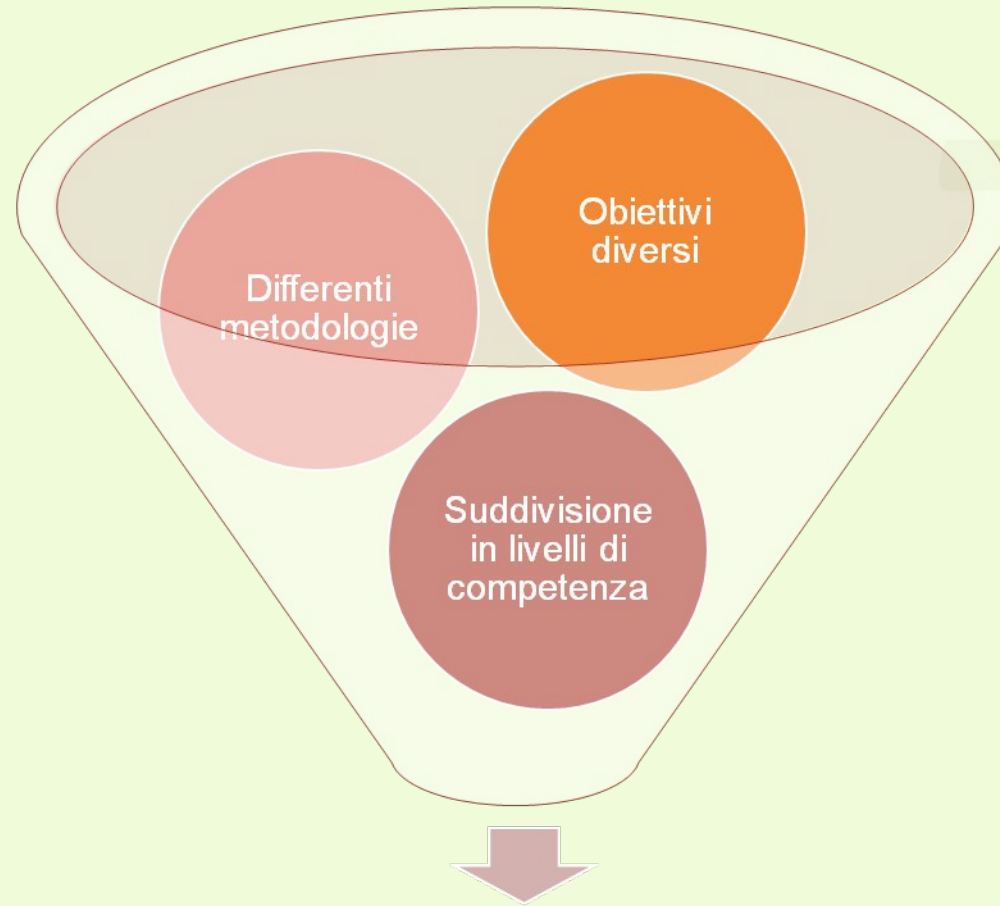 Obiettivi
diversi
Differenti
metodologie
Suddivisione
in livelli di
competenza